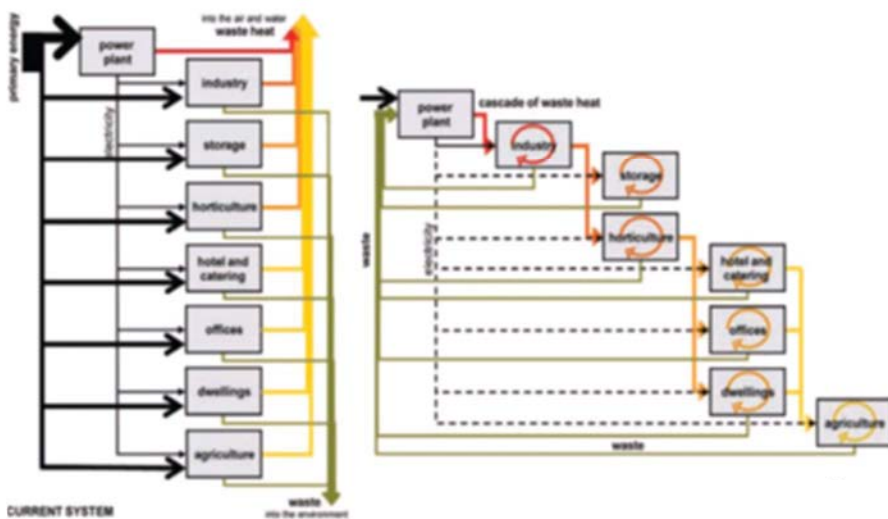 into the air and water
waste heat
primary energy
power
plant
electricity
industry
storage
horticulture
hotel and
catering
offices
dwellings
agriculture
waste
into the environment
CURRENT SYSTEM
power
plant
cascade of waste heat
industry
storage
horticulture
hotel and
catering
offices
dwellings
agriculture
waste
electricity
waste